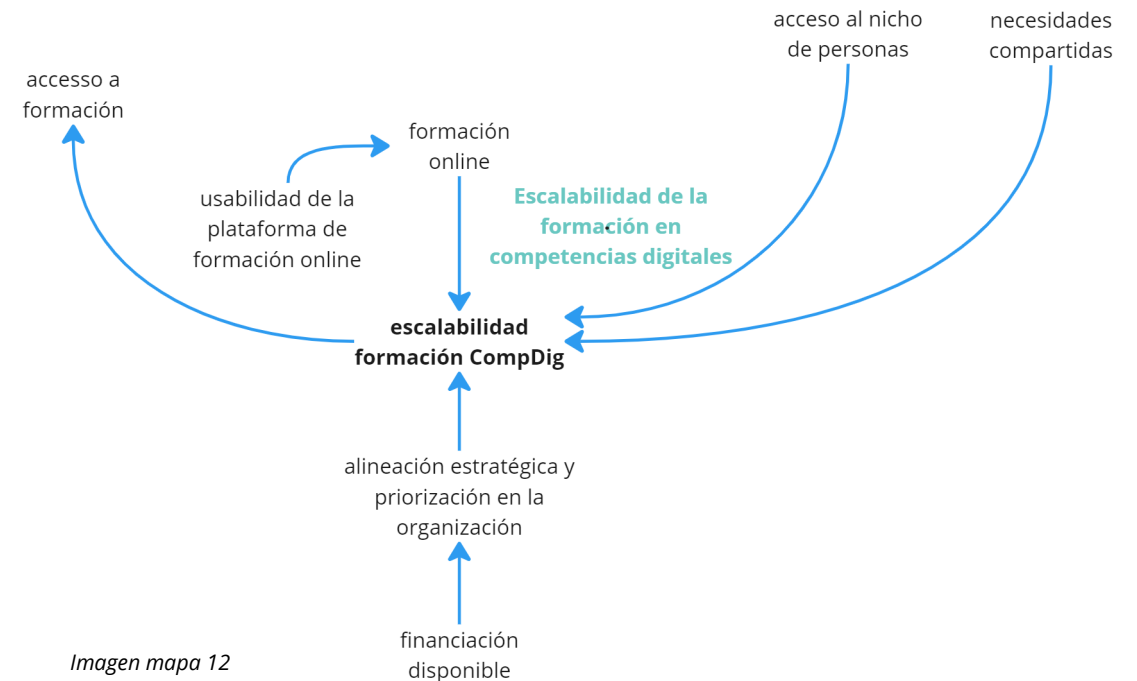 acceso al nicho
de personas
necesidades
compartidas
accesso a
formación
formación
online
usabilidad de la
plataforma de
formación online
Escalabilidad de la
formación en
competencias digitales
escalabilidad
formación CompDig
alineación estratégica y
priorización en la
organización
financiación
disponible
Imagen mapa 12